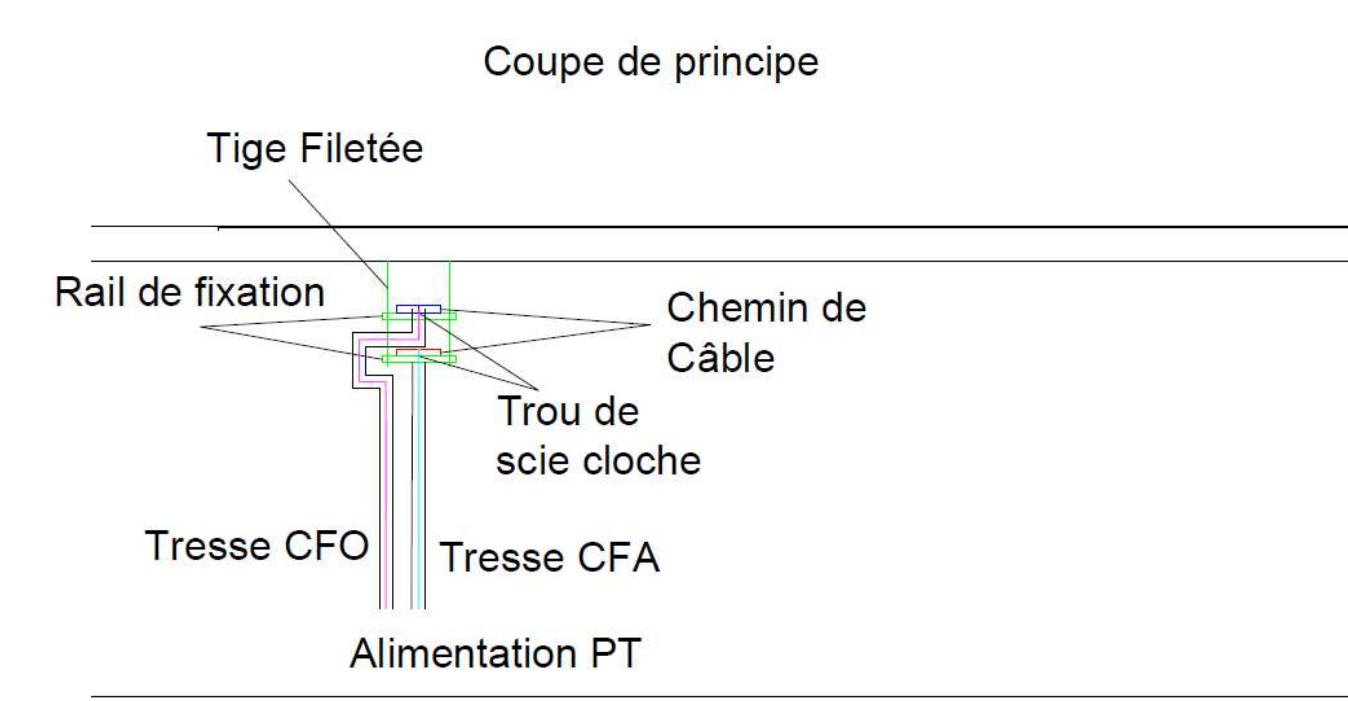 Coupe de principe
Tige Filetée
Rail de fixation
Chemin de
Câble
Trou de
scie cloche
Tresse CFO
Tresse CFA
Alimentation PT